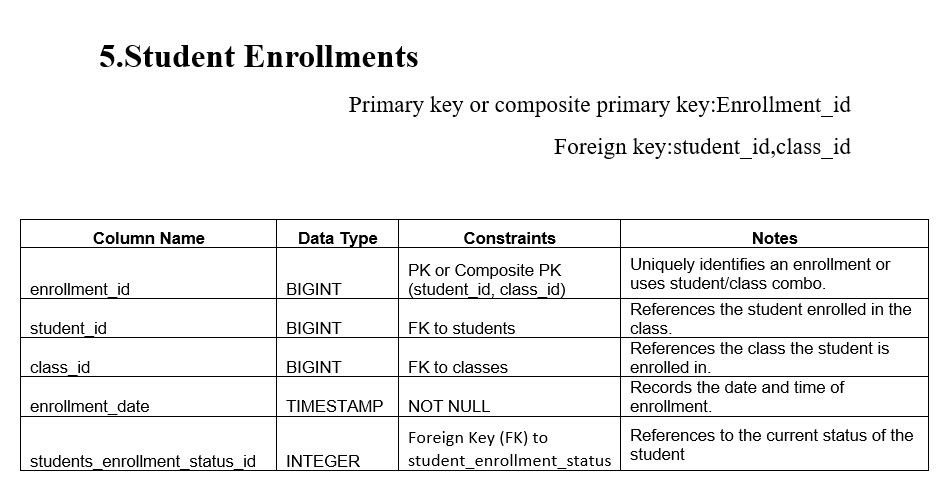 5.Student Enrollments
Primary key or composite primary key:Enrollment_id
Foreign key:student_id,class_id
Column Name Data Type Constraints Notes
enrollment_id BIGINT PK or Composite PK
(student_id, class_id) Uniquely identifies an enrollment or
uses student/class combo.
student_id BIGINT FK to students References the student enrolled in the
class.
class_id BIGINT FK to classes References the class the student is
enrolled in.
enrollment_date TIMESTAMP NOT NULL Records the date and time of
enrollment.
students_enrollment_status_id INTEGER Foreign Key (FK) to
student_enrollment_status References to the current status of the
student